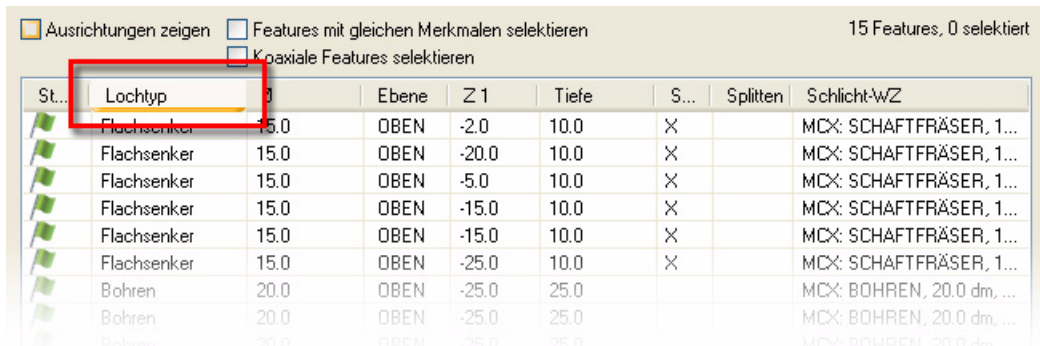 Ausrichtungen zeigen Features mit gleichen Merkmalen selektieren 15 Features, 0 selektiert
Koaxiale Features selektieren
St... Lochtyp Ebene Z 1 Tiefe S... Splitten Schlicht-WZ
Flachsenker 15.0 OBEN -2.0 10.0 X MCX: SCHAFTFRÄSER, 1...
Flachsenker 15.0 OBEN -20.0 10.0 X MCX: SCHAFTFRÄSER, 1...
Flachsenker 15.0 OBEN -5.0 10.0 X MCX: SCHAFTFRÄSER, 1...
Flachsenker 15.0 OBEN -15.0 10.0 X MCX: SCHAFTFRÄSER, 1...
Flachsenker 15.0 OBEN -15.0 10.0 X MCX: SCHAFTFRÄSER, 1...
Flachsenker 15.0 OBEN -25.0 10.0 X MCX: SCHAFTFRÄSER, 1...
Bohren 20.0 OBEN -25.0 25.0 MCX: BOHREN, 20.0 dm, ...
Bohren 20.0 OBEN -25.0 25.0 MCX: BOHREN, 20.0 dm, ...